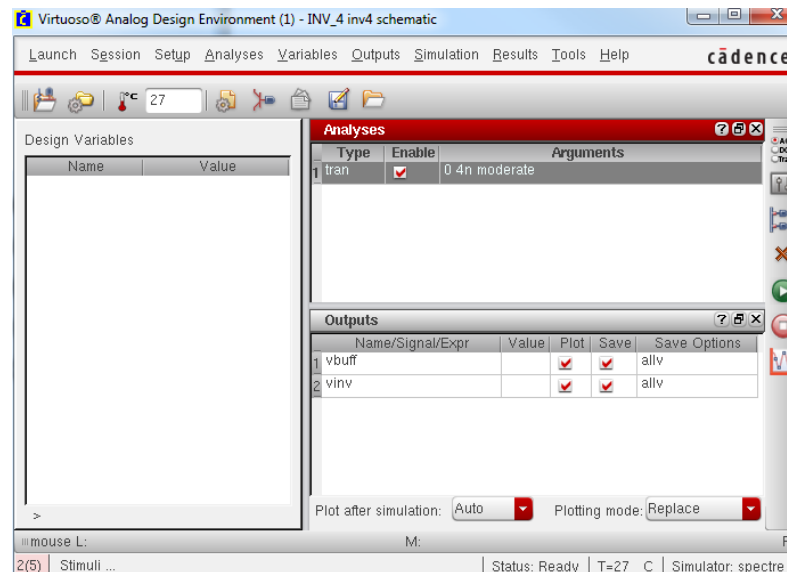 Virtuoso® Analog Design Environment (1) - INV_4 inv4 schematic
Launch Session Setup Analyses Variables Outputs Simulation Results Tools Help cādence
°C 27
Design Variables
Name Value
>
Analyses
Type Enable Arguments
1 tran 0 4n moderate
Outputs
Name/Signal/Expr Value Plot Save Save Options
1 vbuff allv
2 vinv allv
Plot after simulation: Auto Plotting mode: Replace
mouse L: M:
2(5) Stimuli ... Status: Ready T=27 C Simulator: spectre